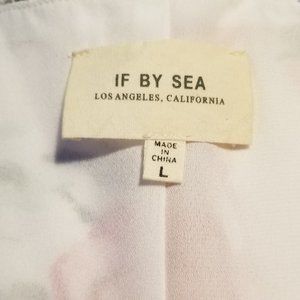 IF BY SEA
LOS ANGELES, CALIFORNIA
MADE
IN
CHINA
L